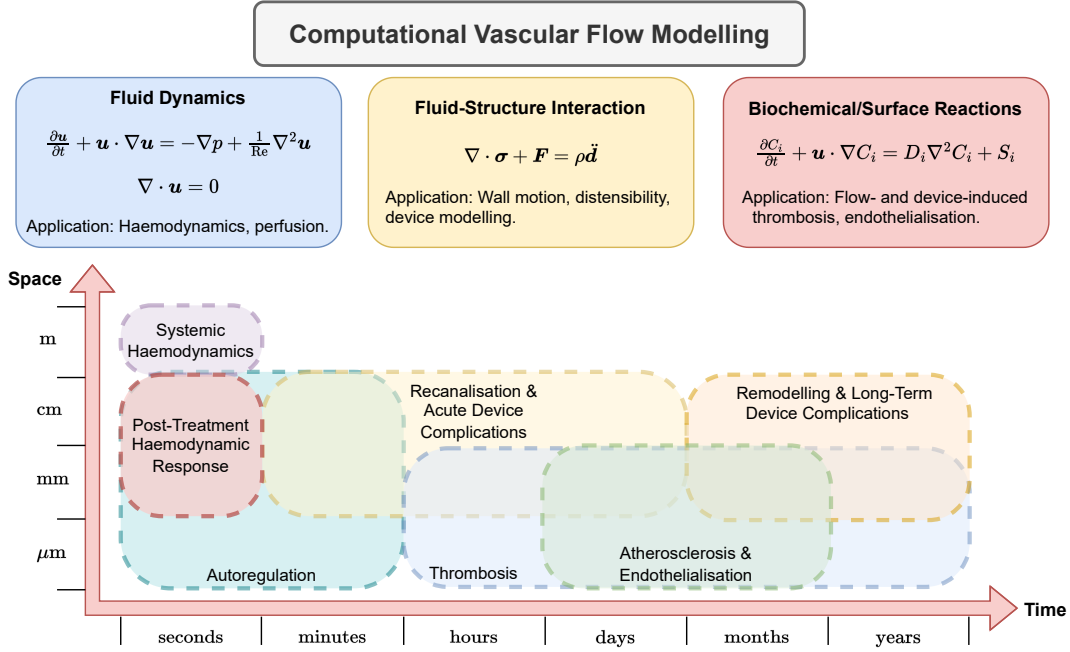 Computational Vascular Flow Modelling
Fluid Dynamics
∂u/∂t + u · ∇u = −∇p + 1/Re ∇²u
∇ · u = 0
Application: Haemodynamics, perfusion.
Fluid-Structure Interaction
∇ · σ + F = ρd̈
Application: Wall motion, distensibility,
device modelling.
Biochemical/Surface Reactions
∂Cᵢ/∂t + u · ∇Cᵢ = Dᵢ∇²Cᵢ + Sᵢ
Application: Flow- and device-induced
thrombosis, endothelialisation.
Space
m
cm
mm
μm
Systemic
Haemodynamics
Post-Treatment
Haemodynamic
Response
Autoregulation
Recanalisation &
Acute Device
Complications
Thrombosis
Remodelling & Long-Term
Device Complications
Atherosclerosis &
Endothelialisation
Time
seconds
minutes
hours
days
months
years